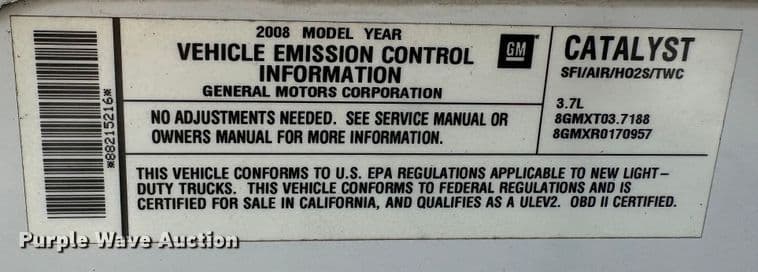 2008 MODEL YEAR
VEHICLE EMISSION CONTROL
INFORMATION
GENERAL MOTORS CORPORATION
GM
CATALYST
SFI/AIR/HO2S/TWC
3.7L
8GMXT03.7188
8GMXR0170957
NO ADJUSTMENTS NEEDED. SEE SERVICE MANUAL OR
OWNERS MANUAL FOR MORE INFORMATION.
*88215216*
THIS VEHICLE CONFORMS TO U.S. EPA REGULATIONS APPLICABLE TO NEW LIGHT-
DUTY TRUCKS. THIS VEHICLE CONFORMS TO FEDERAL REGULATIONS AND IS
CERTIFIED FOR SALE IN CALIFORNIA, AND QUALIFIES AS A ULEV2. OBD II CERTIFIED.
Purple Wave Auction